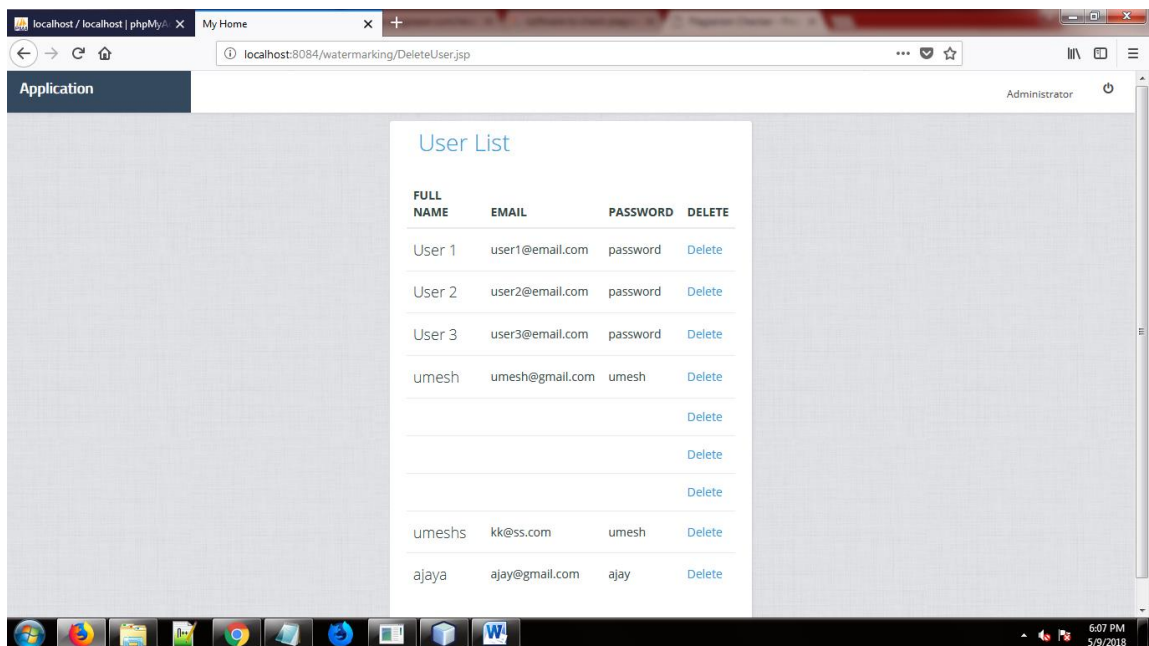 localhost / localhost | phpMyA
My Home
localhost:8084/watermarking/DeleteUser.jsp
Application
Administrator
User List
FULL NAME EMAIL PASSWORD DELETE
User 1 user1@email.com password Delete
User 2 user2@email.com password Delete
User 3 user3@email.com password Delete
umesh umesh@gmail.com umesh Delete
Delete
Delete
Delete
umeshs kk@ss.com umesh Delete
ajaya ajay@gmail.com ajay Delete
6:07 PM
5/9/2018